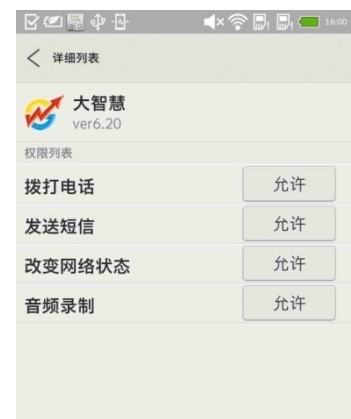 16:00
详细列表
大智慧
ver6.20
权限列表
拨打电话 允许
发送短信 允许
改变网络状态 允许
音频录制 允许